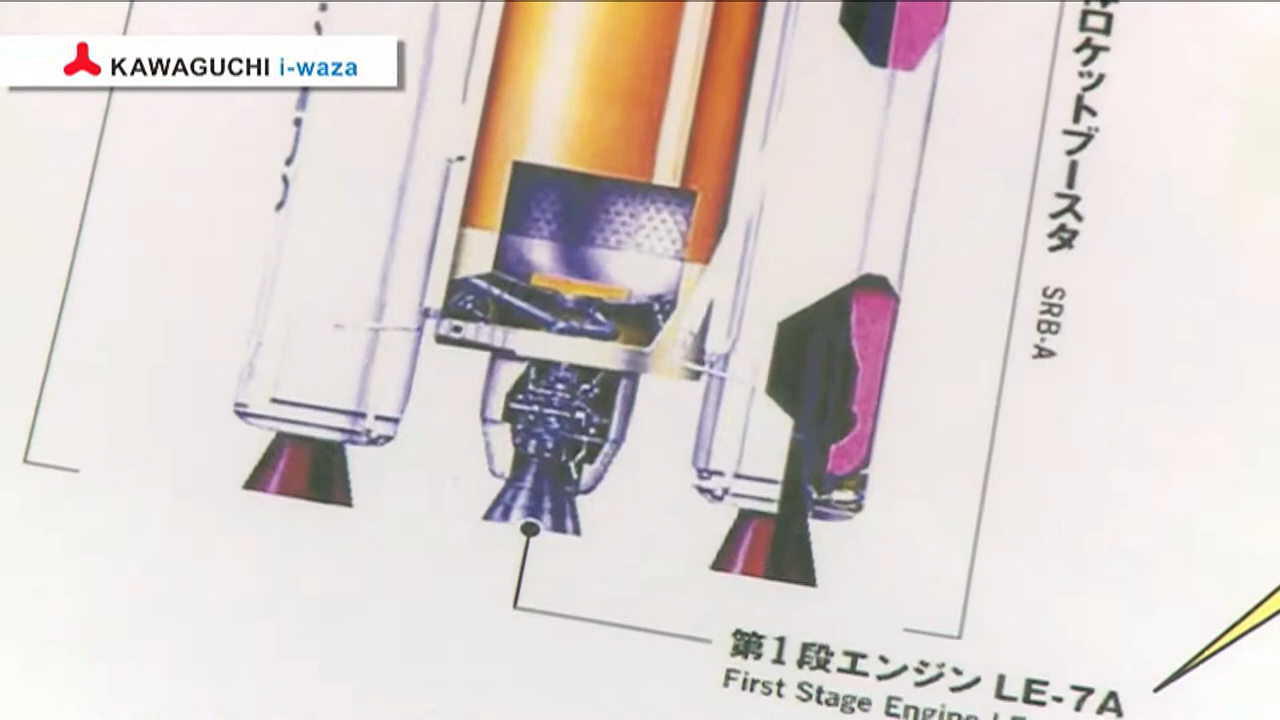 KAWAGUCHI i-waza
ロケットブースタ SRB-A
第1段エンジン LE-7A
First Stage Engine